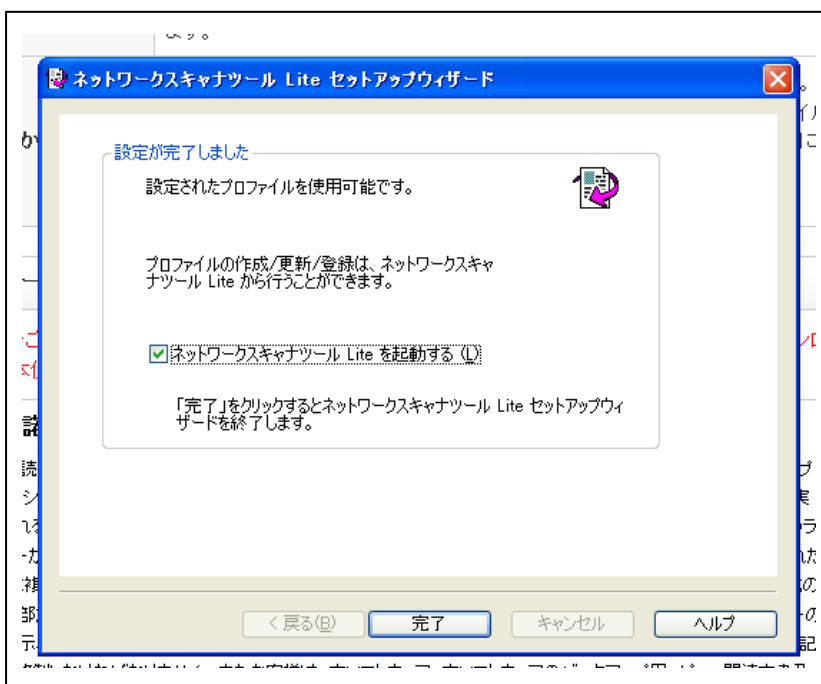 ます。
ネットワークスキャナツール Lite セットアップウィザード
設定が完了しました
設定されたプロファイルを使用可能です。
プロファイルの作成/更新/登録は、ネットワークスキャ
ナツール Lite から行うことができます。
ネットワークスキャナツール Lite を起動する (L)
「完了」をクリックするとネットワークスキャナツール Lite セットアップウィ
ザードを終了します。
< 戻る(B)
完了
キャンセル
ヘルプ